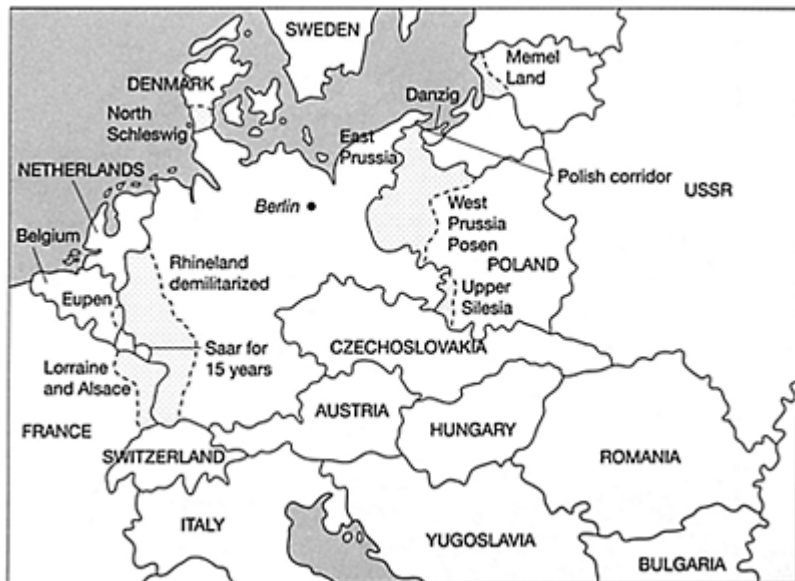 SWEDEN
Memel
Land
DENMARK
Danzig
North
Schleswig
East
Prussia
NETHERLANDS
Polish corridor
USSR
Berlin
West
Prussia
Posen
Belgium
Rhineland
demilitarized
POLAND
Eupen
Upper
Silesia
Saar for
15 years
CZECHOSLOVAKIA
Lorraine
and Alsace
AUSTRIA
HUNGARY
FRANCE
SWITZERLAND
ROMANIA
ITALY
YUGOSLAVIA
BULGARIA